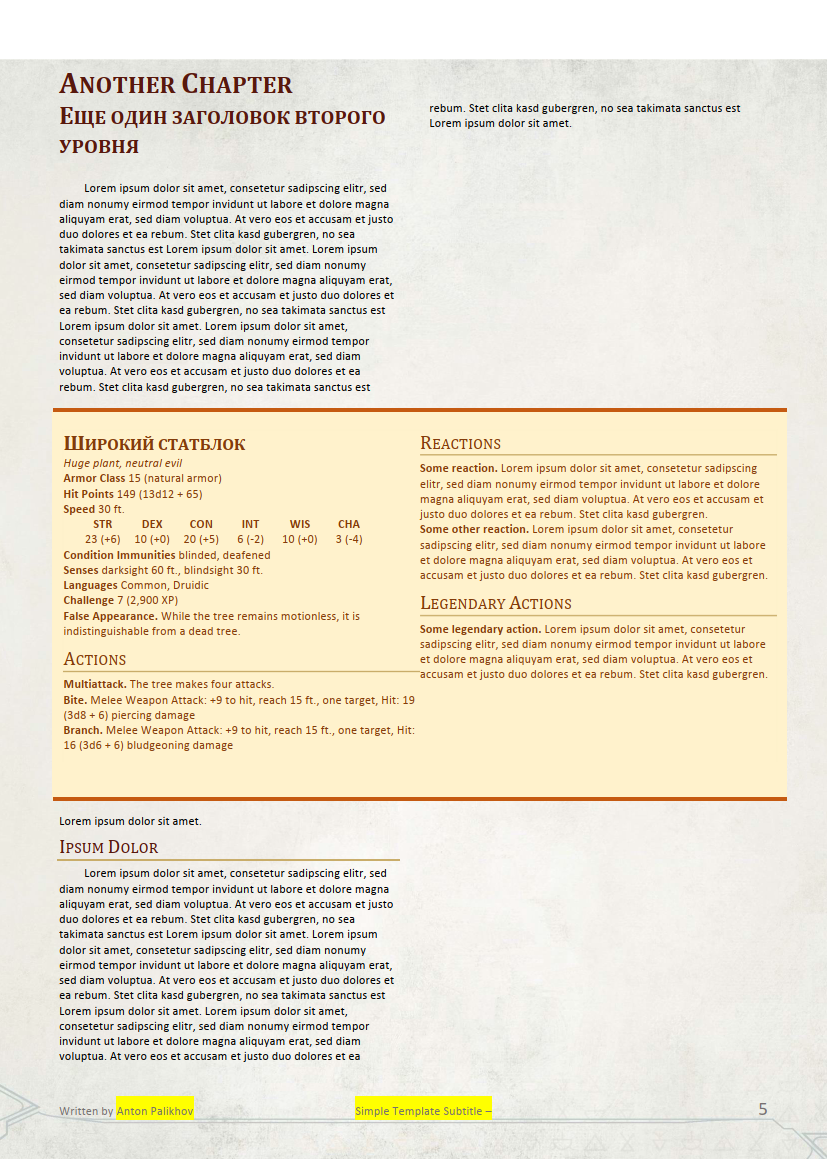 Another Chapter
Еще один заголовок второго
уровня
Lorem ipsum dolor sit amet, consetetur sadipscing elitr, sed
diam nonumy eirmod tempor invidunt ut labore et dolore magna
aliquyam erat, sed diam voluptua. At vero eos et accusam et justo
duo dolores et ea rebum. Stet clita kasd gubergren, no sea
takimata sanctus est Lorem ipsum dolor sit amet. Lorem ipsum
dolor sit amet, consetetur sadipscing elitr, sed diam nonumy
eirmod tempor invidunt ut labore et dolore magna aliquyam erat,
sed diam voluptua. At vero eos et accusam et justo duo dolores et
ea rebum. Stet clita kasd gubergren, no sea takimata sanctus est
Lorem ipsum dolor sit amet. Lorem ipsum dolor sit amet,
consetetur sadipscing elitr, sed diam nonumy eirmod tempor
invidunt ut labore et dolore magna aliquyam erat, sed diam
voluptua. At vero eos et accusam et justo duo dolores et ea
rebum. Stet clita kasd gubergren, no sea takimata sanctus est
Lorem ipsum dolor sit amet.
Ipsum Dolor
Lorem ipsum dolor sit amet, consetetur sadipscing elitr, sed
diam nonumy eirmod tempor invidunt ut labore et dolore magna
aliquyam erat, sed diam voluptua. At vero eos et accusam et justo
duo dolores et ea rebum. Stet clita kasd gubergren, no sea
takimata sanctus est Lorem ipsum dolor sit amet. Lorem ipsum
dolor sit amet, consetetur sadipscing elitr, sed diam nonumy
eirmod tempor invidunt ut labore et dolore magna aliquyam erat,
sed diam voluptua. At vero eos et accusam et justo duo dolores et
ea rebum. Stet clita kasd gubergren, no sea takimata sanctus est
Lorem ipsum dolor sit amet. Lorem ipsum dolor sit amet,
consetetur sadipscing elitr, sed diam nonumy eirmod tempor
invidunt ut labore et dolore magna aliquyam erat, sed diam
voluptua. At vero eos et accusam et justo duo dolores et ea
rebum. Stet clita kasd gubergren, no sea takimata sanctus est
Lorem ipsum dolor sit amet.
Широкий статблок
Huge plant, neutral evil
Armor Class 15 (natural armor)
Hit Points 149 (13d12 + 65)
Speed 30 ft.
STR DEX CON INT WIS CHA
23 (+6) 10 (+0) 20 (+5) 6 (-2) 10 (+0) 3 (-4)
Condition Immunities blinded, deafened
Senses darksight 60 ft., blindsight 30 ft.
Languages Common, Druidic
Challenge 7 (2,900 XP)
False Appearance. While the tree remains motionless, it is
indistinguishable from a dead tree.
Actions
Multiattack. The tree makes four attacks.
Bite. Melee Weapon Attack: +9 to hit, reach 15 ft., one target, Hit: 19
(3d8 + 6) piercing damage
Branch. Melee Weapon Attack: +9 to hit, reach 15 ft., one target, Hit:
16 (3d6 + 6) bludgeoning damage
Reactions
Some reaction. Lorem ipsum dolor sit amet, consetetur sadipscing
elitr, sed diam nonumy eirmod tempor invidunt ut labore et dolore
magna aliquyam erat, sed diam voluptua. At vero eos et accusam et
justo duo dolores et ea rebum. Stet clita kasd gubergren.
Some other reaction. Lorem ipsum dolor sit amet, consetetur
sadipscing elitr, sed diam nonumy eirmod tempor invidunt ut labore
et dolore magna aliquyam erat, sed diam voluptua. At vero eos et
accusam et justo duo dolores et ea rebum. Stet clita kasd gubergren.
Legendary Actions
Some legendary action. Lorem ipsum dolor sit amet, consetetur
sadipscing elitr, sed diam nonumy eirmod tempor invidunt ut labore
et dolore magna aliquyam erat, sed diam voluptua. At vero eos et
accusam et justo duo dolores et ea rebum. Stet clita kasd gubergren.
Written by Anton Palikhov
Simple Template Subtitle –
5